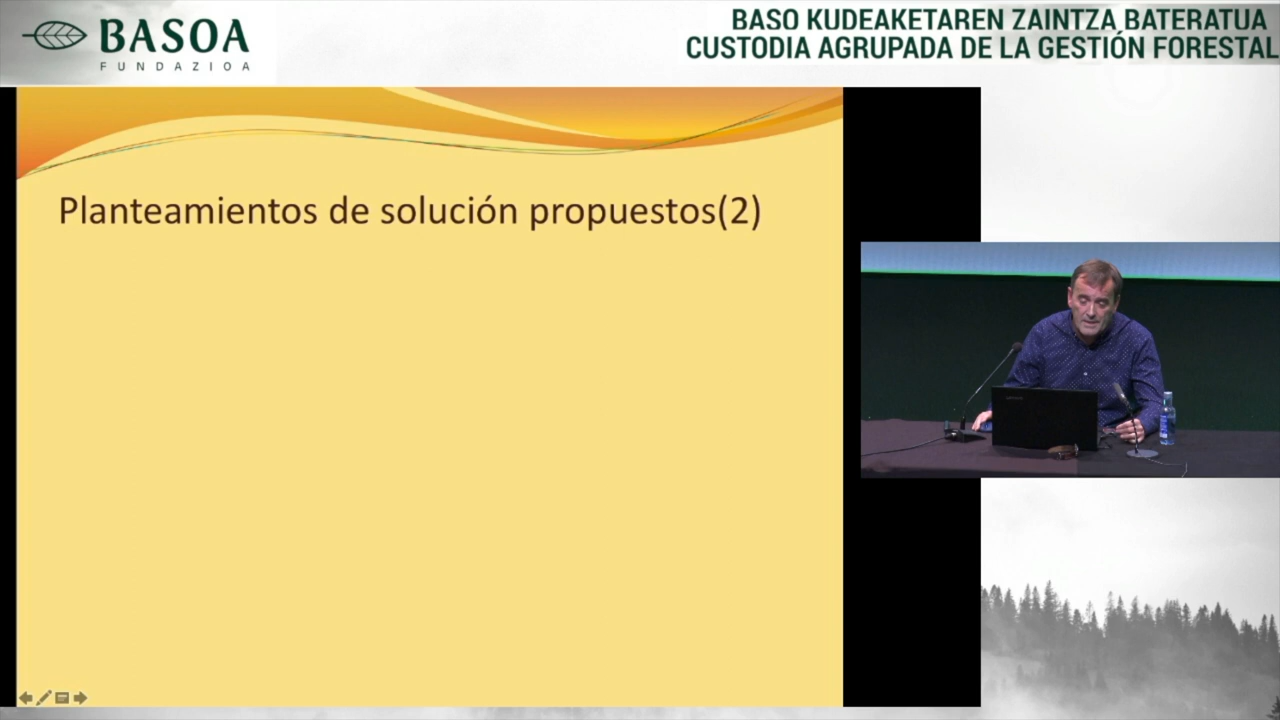 BASOA
FUNDAZIOA
BASO KUDEAKETAREN ZAINTZA BATERATUA
CUSTODIA AGRUPADA DE LA GESTIÓN FORESTAL
Planteamientos de solución propuestos(2)